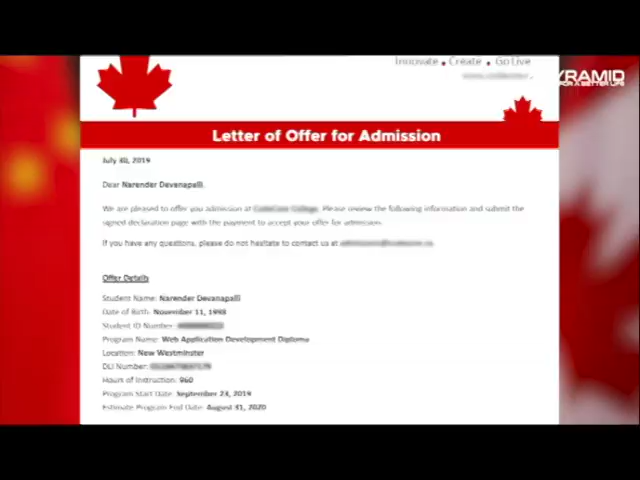 Innovate • Create • Go Live
YRAMID
FOR A BETTER LIFE
Letter of Offer for Admission
July 30, 2019
Dear Narender Devanapalli,
We are pleased to offer you admission at Please review the following information and submit the
signed declaration page with the payment to accept your offer for admission.
If you have any questions, please do not hesitate to contact us at
Offer Details
Student Name: Narender Devanapalli
Date of Birth: November 11, 1998
Student ID Number:
Program Name: Web Application Development Diploma
Location: New Westminster
DLI Number:
Hours of Instruction: 960
Program Start Date: September 23, 2019
Estimate Program End Date: August 31, 2020